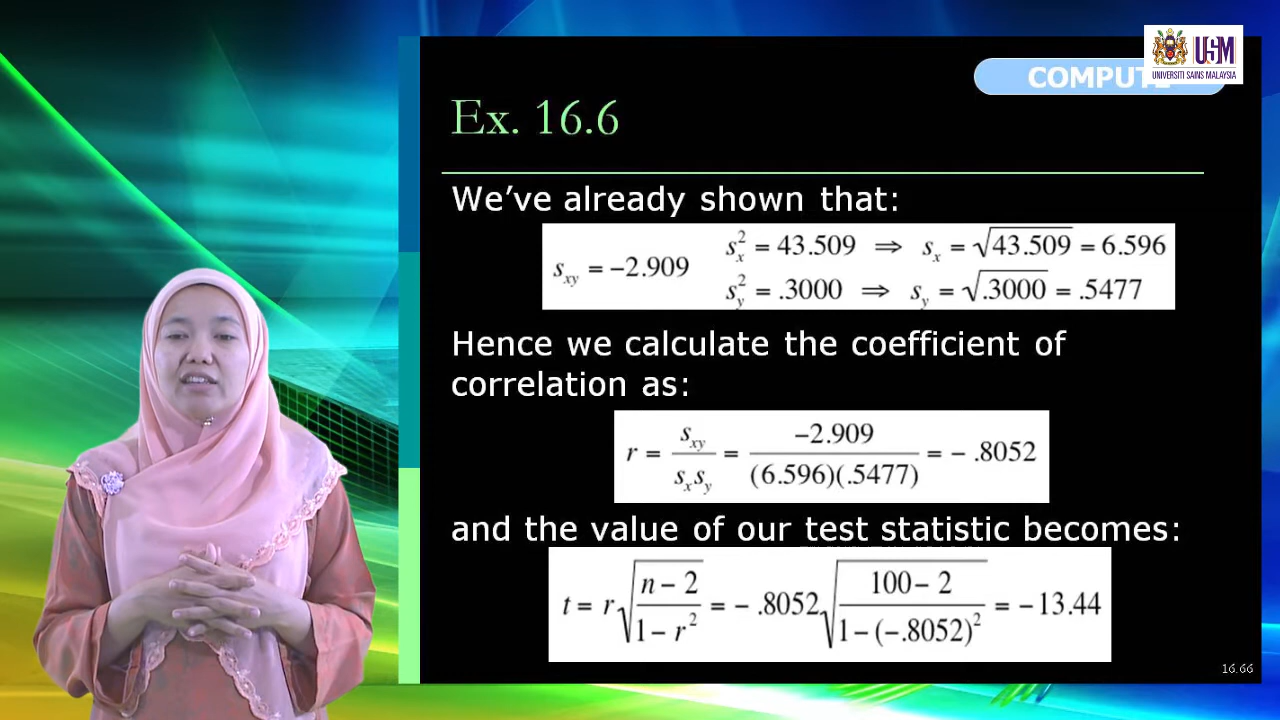 USM
UNIVERSITI SAINS MALAYSIA
COMPUT
Ex. 16.6
We've already shown that:
s_xy = −2.909
s_x^2 = 43.509 ⇒ s_x = √43.509 = 6.596
s_y^2 = .3000 ⇒ s_y = √.3000 = .5477
Hence we calculate the coefficient of
correlation as:
r = s_xy / (s_x s_y) = −2.909 / ((6.596)(.5477)) = − .8052
and the value of our test statistic becomes:
t = r√((n − 2) / (1 − r^2)) = − .8052√((100 − 2) / (1 − (−.8052)^2)) = −13.44
16.66